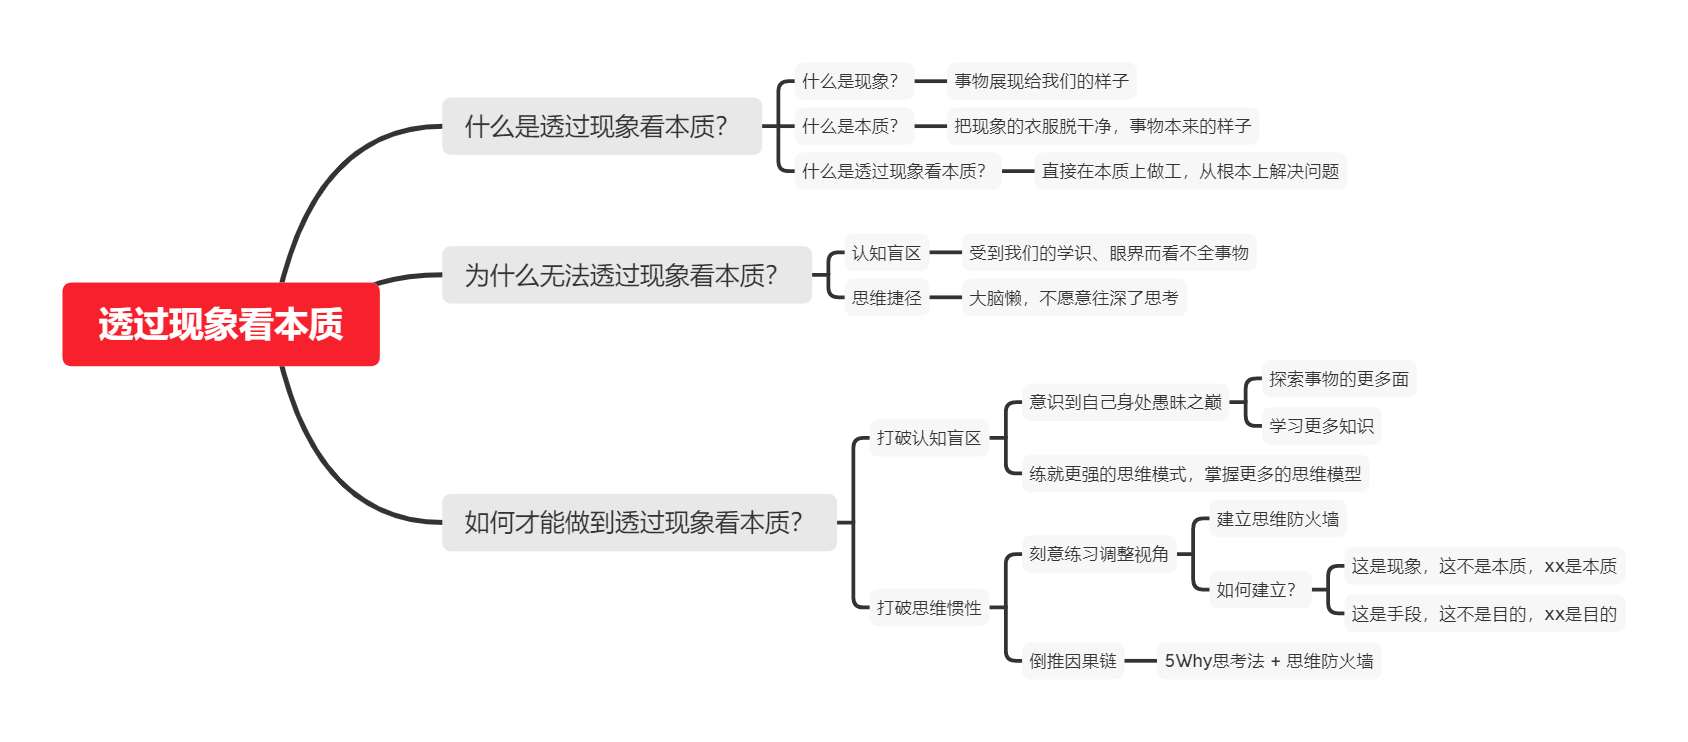 透过现象看本质
什么是透过现象看本质？
什么是现象？
事物展现给我们的样子
什么是本质？
把现象的衣服脱干净，事物本来的样子
什么是透过现象看本质？
直接在本质上做工，从根本上解决问题
为什么无法透过现象看本质？
认知盲区
受到我们的学识、眼界而看不全事物
思维捷径
大脑懒，不愿意往深了思考
如何才能做到透过现象看本质？
打破认知盲区
意识到自己身处愚昧之巅
探索事物的更多面
学习更多知识
练就更强的思维模式，掌握更多的思维模型
打破思维惯性
刻意练习调整视角
建立思维防火墙
如何建立？
这是现象，这不是本质，xx是本质
这是手段，这不是目的，xx是目的
倒推因果链
5Why思考法 + 思维防火墙